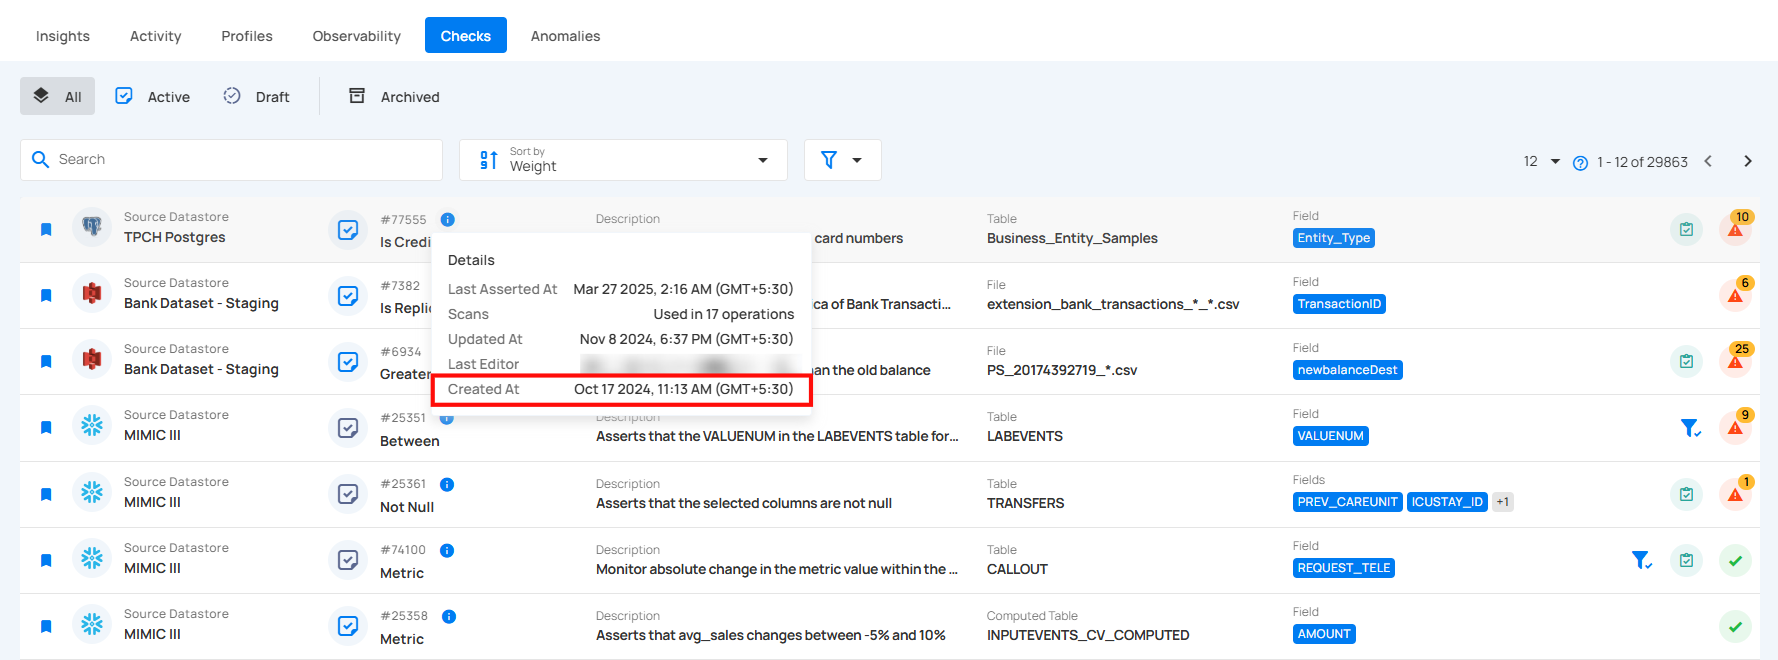 Insights Activity Profiles Observability Checks Anomalies
All Active Draft Archived
Search
Sort by
Weight
12 1 - 12 of 29863
Source Datastore
TPCH Postgres
#77555
Is Credi
Description
card numbers
Table
Business_Entity_Samples
Field
Entity_Type
10
Details
Last Asserted At Mar 27 2025, 2:16 AM (GMT+5:30)
Scans Used in 17 operations
Updated At Nov 8 2024, 6:37 PM (GMT+5:30)
Last Editor
Created At Oct 17 2024, 11:13 AM (GMT+5:30)
Source Datastore
Bank Dataset - Staging
#7382
Is Replic
ica of Bank Transacti...
File
extension_bank_transactions_*_*.csv
Field
TransactionID
6
Source Datastore
Bank Dataset - Staging
#6934
Greater
an the old balance
File
PS_20174392719_*.csv
Field
newbalanceDest
25
Source Datastore
MIMIC III
#25351
Between
Description
Asserts that the VALUENUM in the LABEVENTS table for...
Table
LABEVENTS
Field
VALUENUM
9
Source Datastore
MIMIC III
#25361
Not Null
Description
Asserts that the selected columns are not null
Table
TRANSFERS
Fields
PREV_CAREUNIT ICUSTAY_ID +1
1
Source Datastore
MIMIC III
#74100
Metric
Description
Monitor absolute change in the metric value within the ...
Table
CALLOUT
Field
REQUEST_TELE
Source Datastore
MIMIC III
#25358
Metric
Description
Asserts that avg_sales changes between -5% and 10%
Computed Table
INPUTEVENTS_CV_COMPUTED
Field
AMOUNT